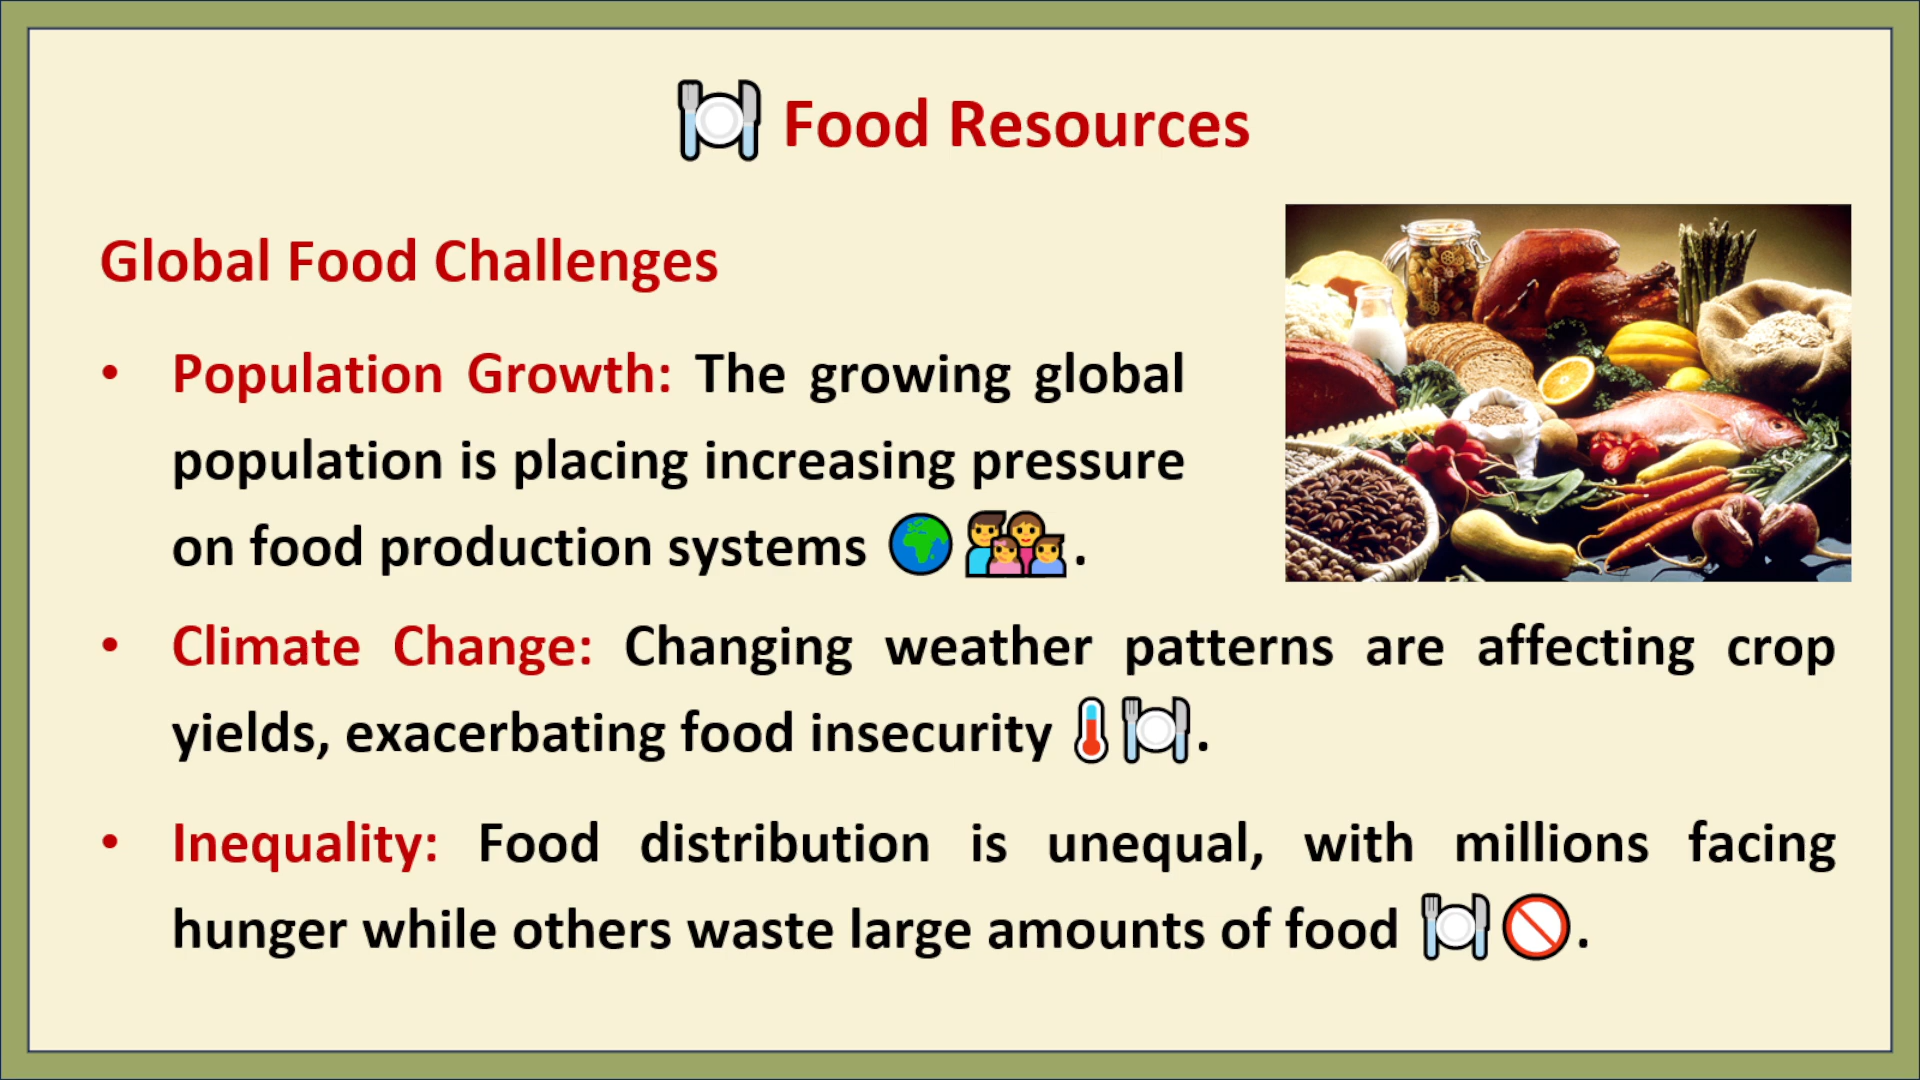 🍽 Food Resources
Global Food Challenges
• Population Growth: The growing global
population is placing increasing pressure
on food production systems 🌍👨‍👩‍👧‍👦.
• Climate Change: Changing weather patterns are affecting crop
yields, exacerbating food insecurity 🌡🍽.
• Inequality: Food distribution is unequal, with millions facing
hunger while others waste large amounts of food 🍽🚫.